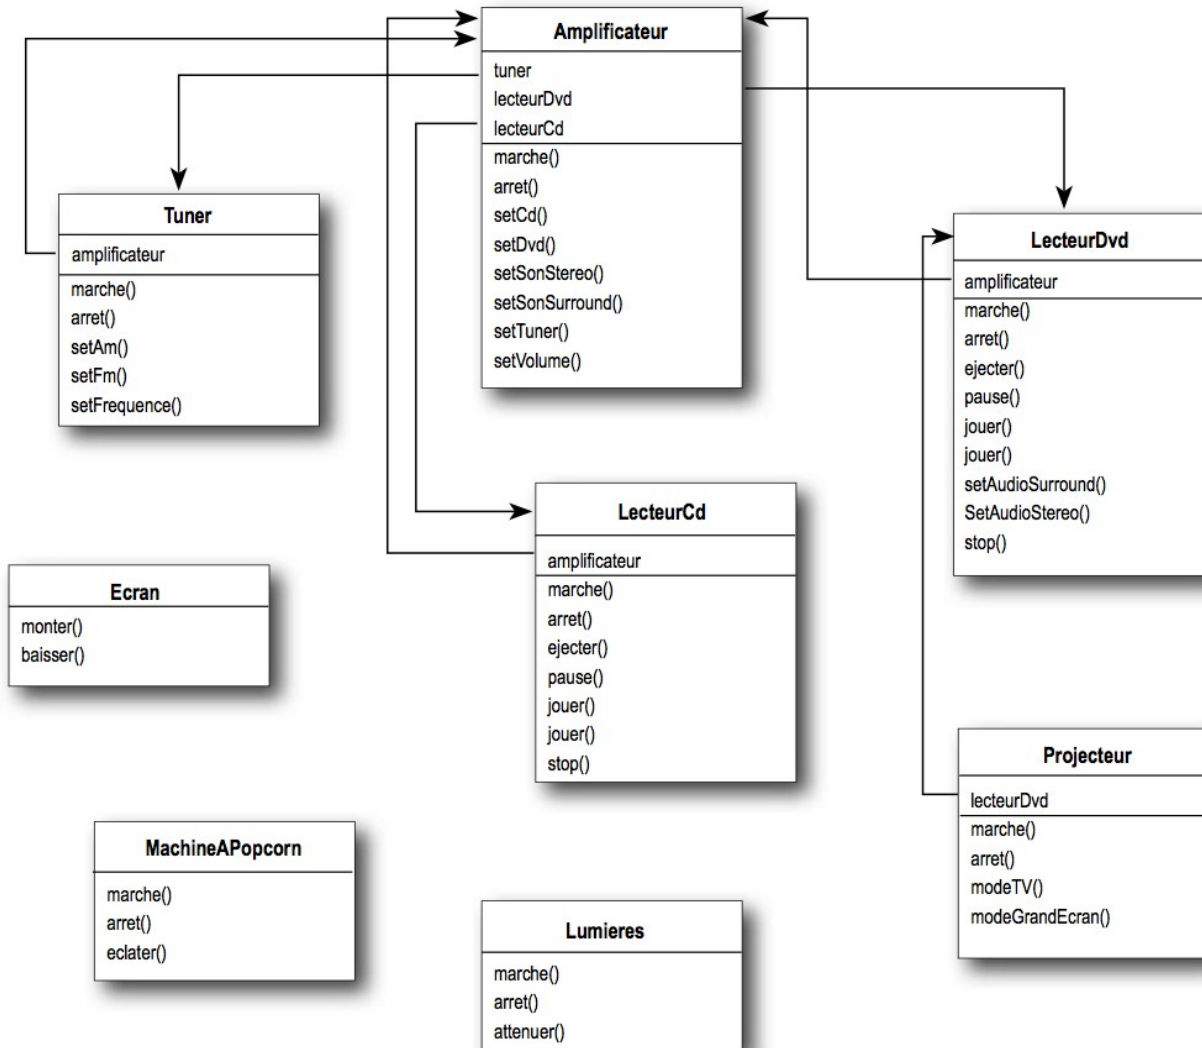 Amplificateur
tuner
lecteurDvd
lecteurCd
marche()
arret()
setCd()
setDvd()
setSonStereo()
setSonSurround()
setTuner()
setVolume()
Tuner
amplificateur
marche()
arret()
setAm()
setFm()
setFrequence()
LecteurDvd
amplificateur
marche()
arret()
ejecter()
pause()
jouer()
jouer()
setAudioSurround()
SetAudioStereo()
stop()
LecteurCd
amplificateur
marche()
arret()
ejecter()
pause()
jouer()
jouer()
stop()
Ecran
monter()
baisser()
Projecteur
lecteurDvd
marche()
arret()
modeTV()
modeGrandEcran()
MachineAPopcorn
marche()
arret()
eclater()
Lumieres
marche()
arret()
attenuer()